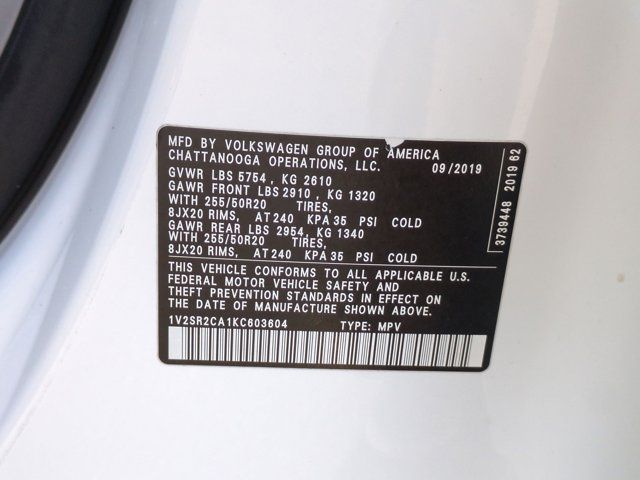 MFD BY VOLKSWAGEN GROUP OF AMERICA
CHATTANOOGA OPERATIONS, LLC. 09/2019
GVWR LBS 5754 , KG 2610
GAWR FRONT LBS 2910 , KG 1320
WITH 255/50R20 TIRES,
8JX20 RIMS, AT 240 KPA 35 PSI COLD
GAWR REAR LBS 2954, KG 1340
WITH 255/50R20 TIRES,
8JX20 RIMS, AT 240 KPA 35 PSI COLD
THIS VEHICLE CONFORMS TO ALL APPLICABLE U.S.
FEDERAL MOTOR VEHICLE SAFETY AND
THEFT PREVENTION STANDARDS IN EFFECT ON
THE DATE OF MANUFACTURE SHOWN ABOVE.
1V2SR2CA1KC603604 TYPE: MPV
3739448 2019 62